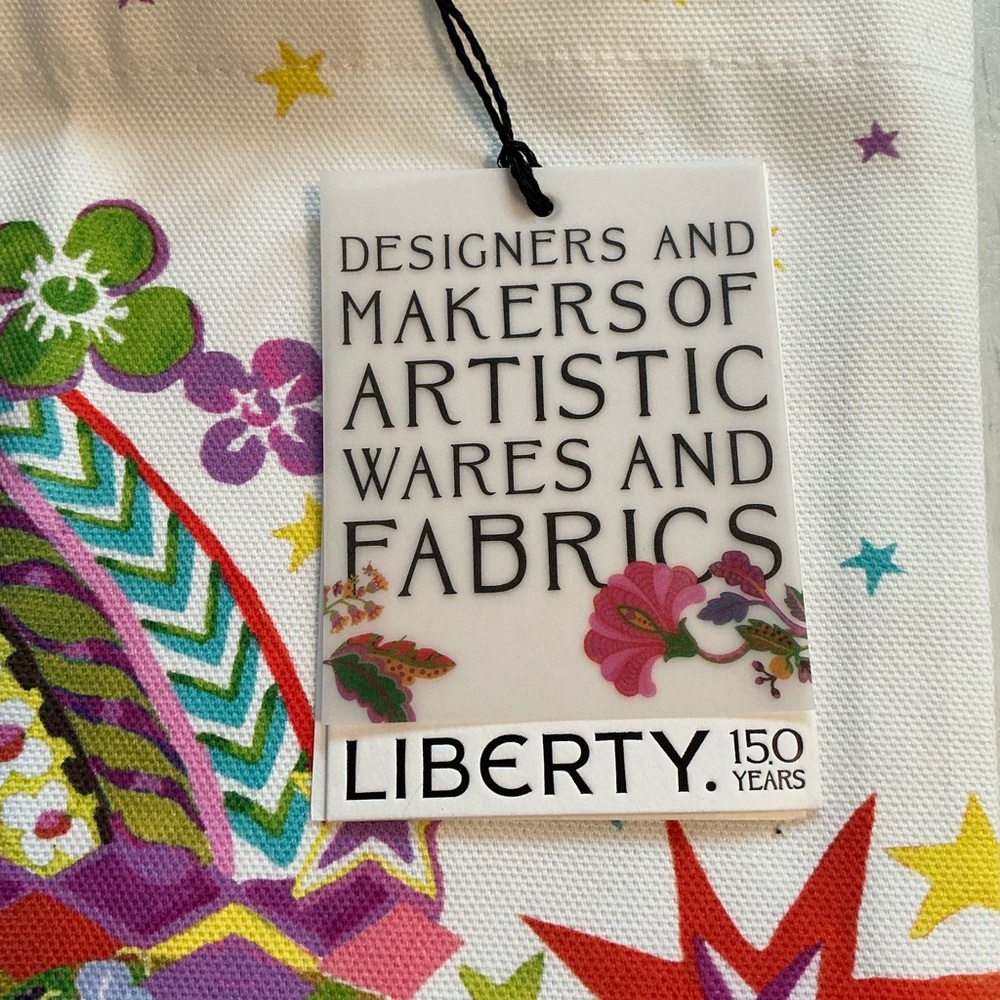 DESIGNERS AND
MAKERS OF
ARTISTIC
WARES AND
FABRICS
LIBERTY. 150
YEARS